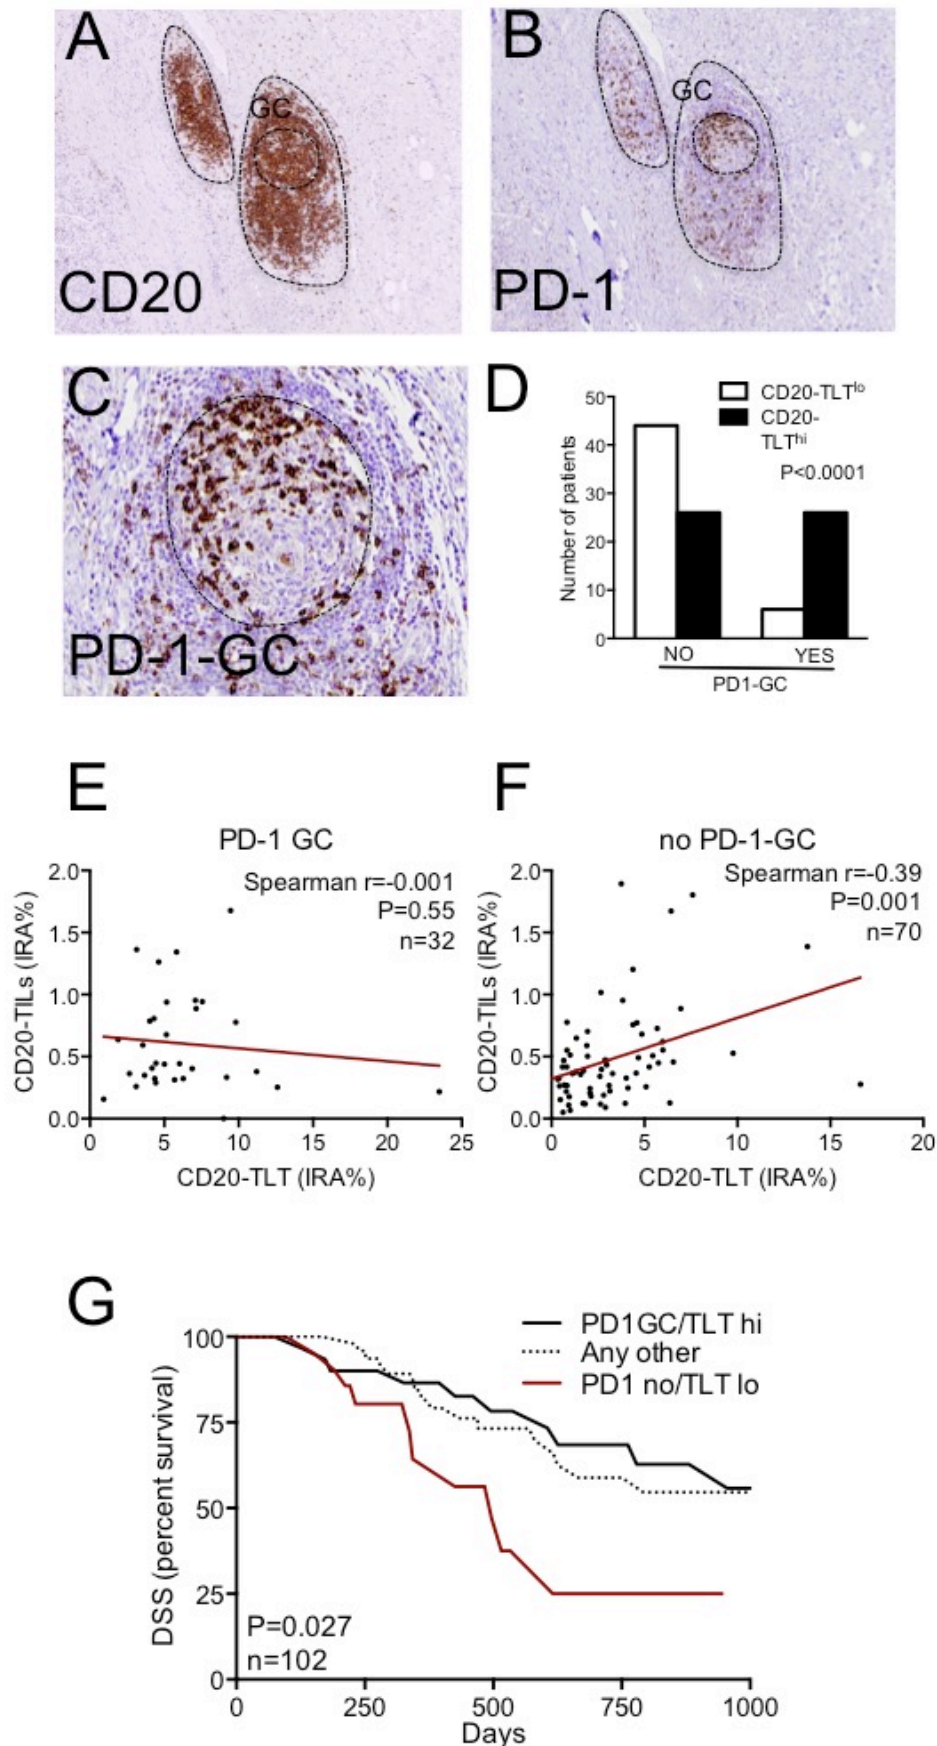 A
GC
CD20
B
GC
PD-1
C
PD-1-GC
D
CD20-TLTlo
CD20-
TLThi
P<0.0001
Number of patients
50
40
30
20
10
0
NO
YES
PD1-GC
E
PD-1 GC
Spearman r=-0.001
P=0.55
n=32
CD20-TILs (IRA%)
2.0
1.5
1.0
0.5
0.0
0 5 10 15 20 25
CD20-TLT (IRA%)
F
no PD-1-GC
Spearman r=-0.39
P=0.001
n=70
CD20-TILs (IRA%)
2.0
1.5
1.0
0.5
0.0
0 5 10 15 20
CD20-TLT (IRA%)
G
PD1GC/TLT hi
Any other
PD1 no/TLT lo
DSS (percent survival)
100
75
50
25
0
P=0.027
n=102
0 250 500 750 1000
Days